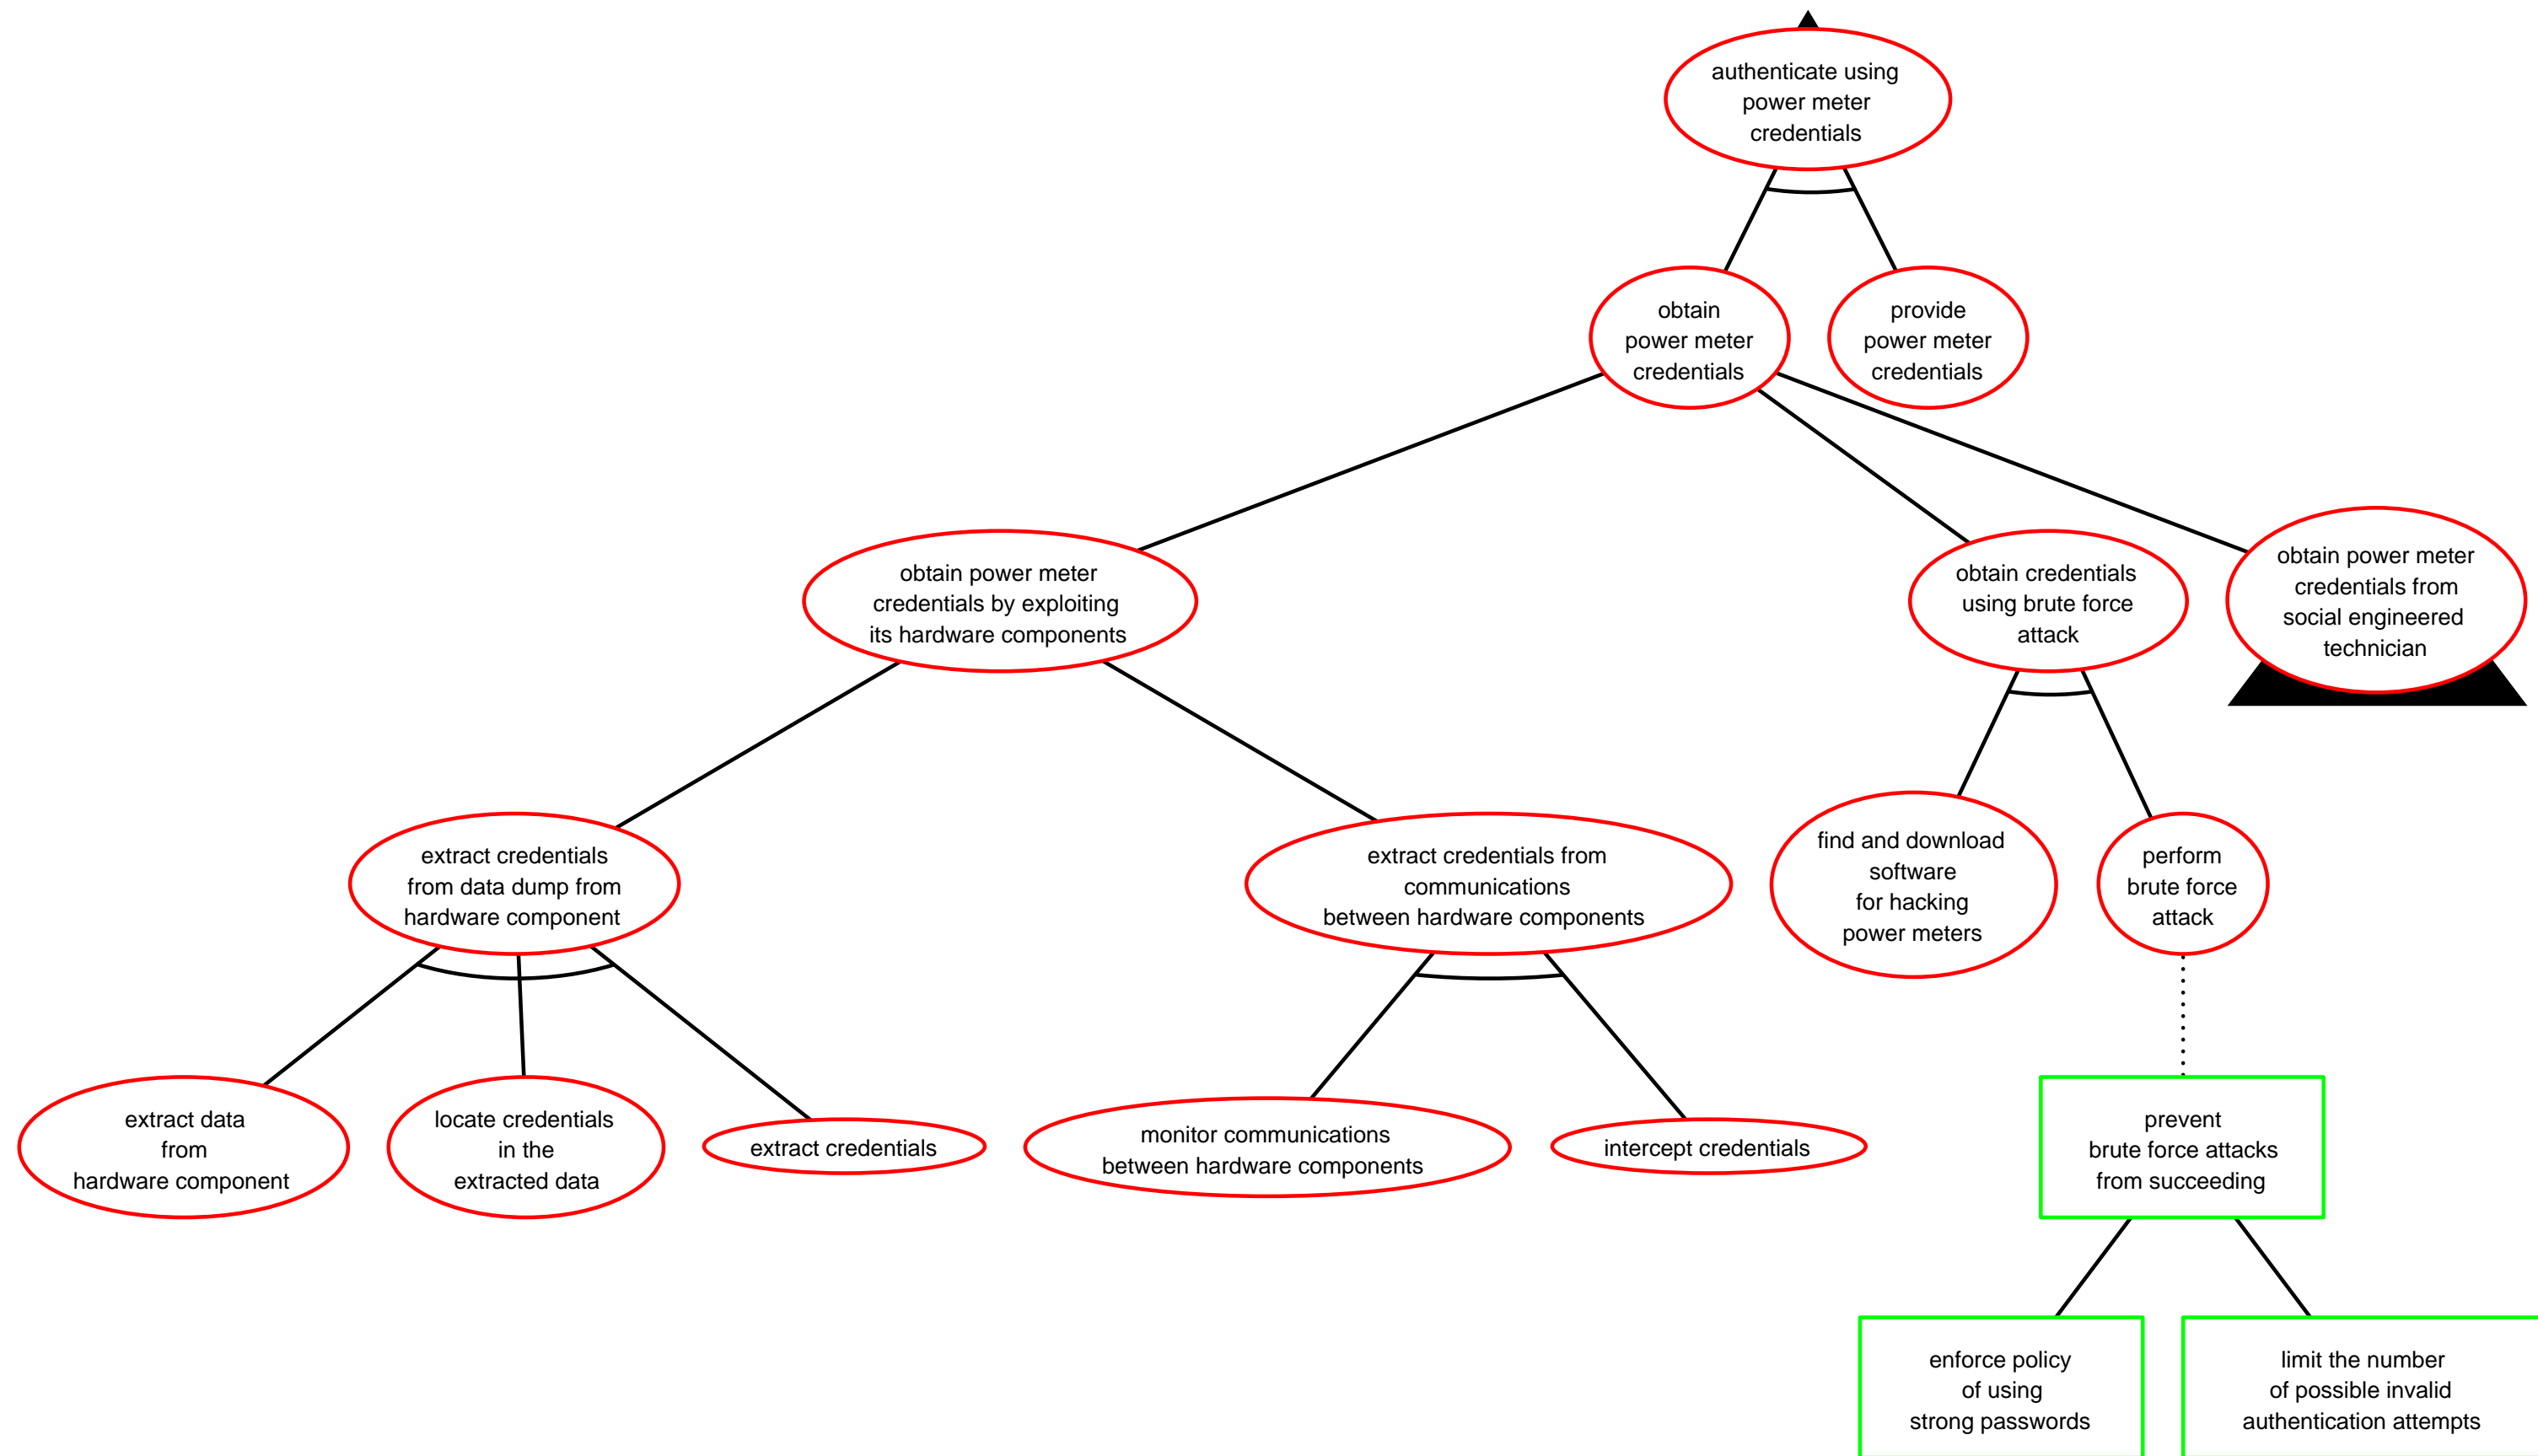 authenticate using
power meter
credentials
obtain
power meter
credentials
provide
power meter
credentials
obtain power meter
credentials by exploiting
its hardware components
obtain credentials
using brute force
attack
obtain power meter
credentials from
social engineered
technician
extract credentials
from data dump from
hardware component
extract credentials from
communications
between hardware components
find and download
software
for hacking
power meters
perform
brute force
attack
extract data
from
hardware component
locate credentials
in the
extracted data
extract credentials
monitor communications
between hardware components
intercept credentials
prevent
brute force attacks
from succeeding
enforce policy
of using
strong passwords
limit the number
of possible invalid
authentication attempts